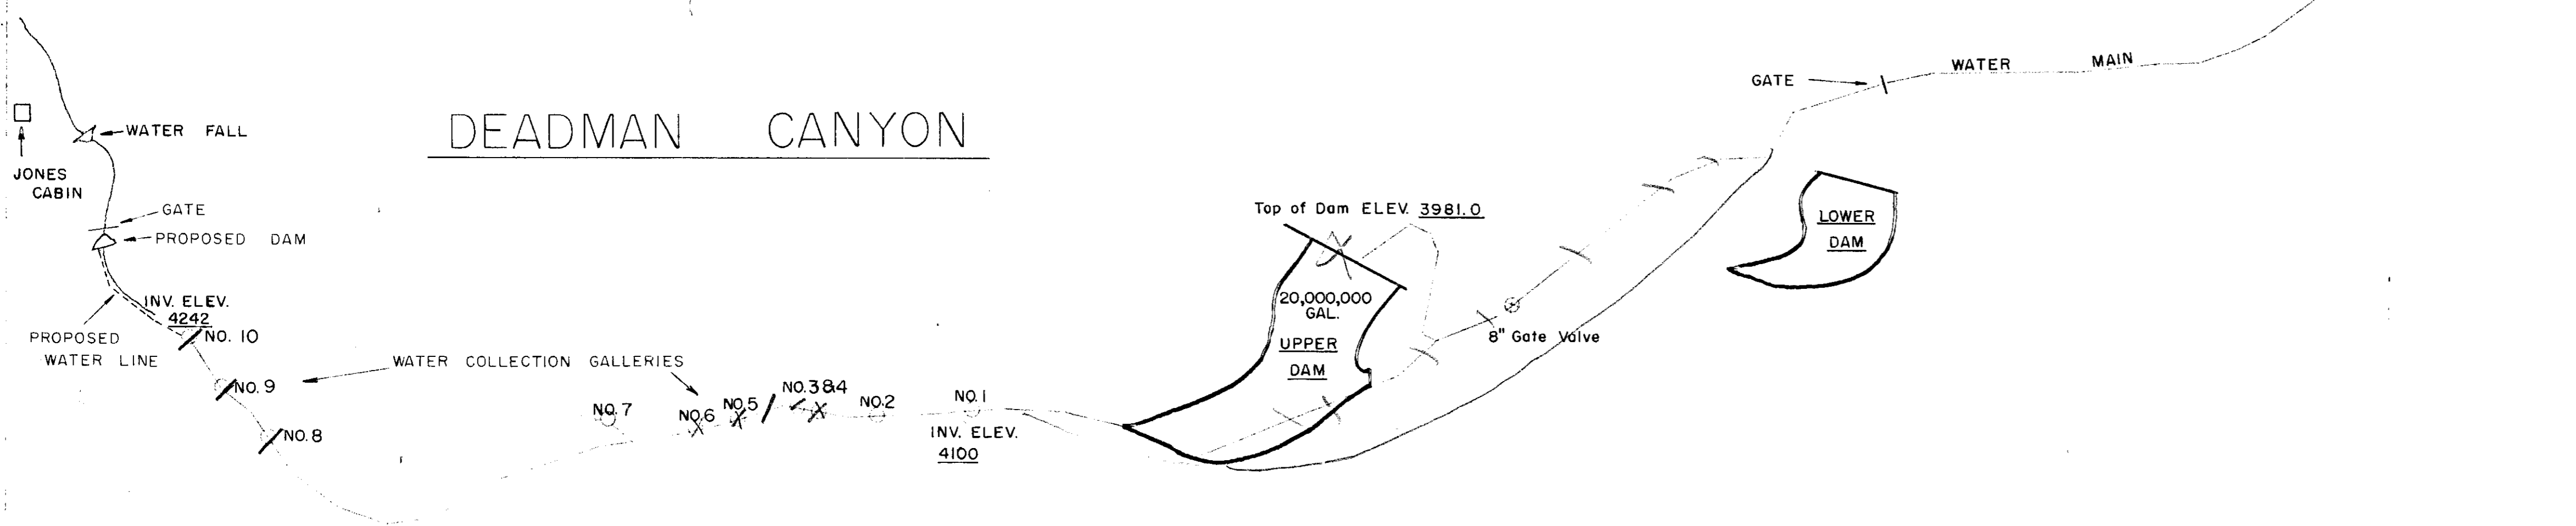 DEADMAN CANYON
WATER FALL
JONES
CABIN
GATE
PROPOSED DAM
INV. ELEV.
4242
NO. 10
PROPOSED
WATER LINE
NO. 9
NO. 8
WATER COLLECTION GALLERIES
NO. 7
NO. 6
NO. 5
NO. 3&4
NO. 2
NO. 1
INV. ELEV.
4100
Top of Dam ELEV. 3981.0
20,000,000
GAL.
UPPER
DAM
8" Gate Valve
LOWER
DAM
GATE
WATER MAIN